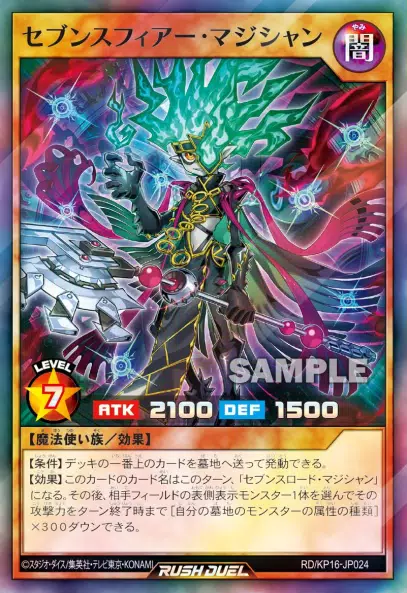 セブンスフィアー・マジシャン
やみ
闇
SAMPLE
LEVEL
7
ATK 2100 DEF 1500
【魔法使い族／効果】
【条件】デッキの一番上のカードを墓地へ送って発動できる。
【効果】このカードのカード名はこのターン、「セブンスロード・マジシャン」
になる。その後、相手フィールドの表側表示モンスター1体を選んでその
攻撃力をターン終了時まで［自分の墓地のモンスターの属性の種類］
×300ダウンできる。
©スタジオ・ダイス/集英社・テレビ東京・KONAMI
RUSH DUEL
RD/KP16-JP024